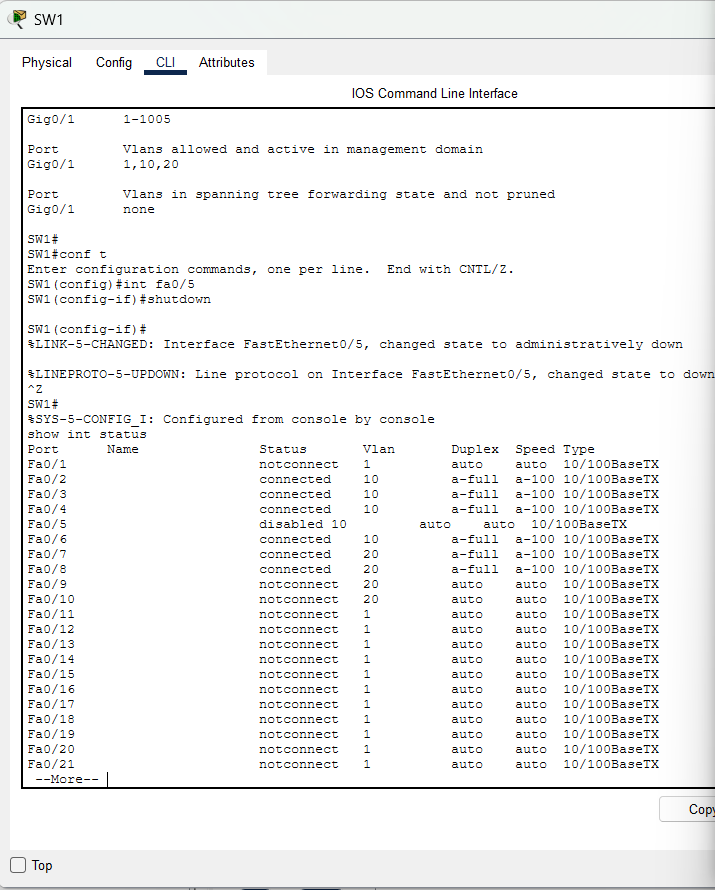 SW1
Physical Config CLI Attributes
IOS Command Line Interface
Gig0/1 1-1005
Port Vlans allowed and active in management domain
Gig0/1 1,10,20
Port Vlans in spanning tree forwarding state and not pruned
Gig0/1 none
SW1#
SW1#conf t
Enter configuration commands, one per line. End with CNTL/Z.
SW1(config)#int fa0/5
SW1(config-if)#shutdown
SW1(config-if)#
%LINK-5-CHANGED: Interface FastEthernet0/5, changed state to administratively down
%LINEPROTO-5-UPDOWN: Line protocol on Interface FastEthernet0/5, changed state to down
^Z
SW1#
%SYS-5-CONFIG_I: Configured from console by console
show int status
Port Name Status Vlan Duplex Speed Type
Fa0/1 notconnect 1 auto auto 10/100BaseTX
Fa0/2 connected 10 a-full a-100 10/100BaseTX
Fa0/3 connected 10 a-full a-100 10/100BaseTX
Fa0/4 connected 10 a-full a-100 10/100BaseTX
Fa0/5 disabled 10 auto auto 10/100BaseTX
Fa0/6 connected 10 a-full a-100 10/100BaseTX
Fa0/7 connected 20 a-full a-100 10/100BaseTX
Fa0/8 connected 20 a-full a-100 10/100BaseTX
Fa0/9 notconnect 20 auto auto 10/100BaseTX
Fa0/10 notconnect 20 auto auto 10/100BaseTX
Fa0/11 notconnect 1 auto auto 10/100BaseTX
Fa0/12 notconnect 1 auto auto 10/100BaseTX
Fa0/13 notconnect 1 auto auto 10/100BaseTX
Fa0/14 notconnect 1 auto auto 10/100BaseTX
Fa0/15 notconnect 1 auto auto 10/100BaseTX
Fa0/16 notconnect 1 auto auto 10/100BaseTX
Fa0/17 notconnect 1 auto auto 10/100BaseTX
Fa0/18 notconnect 1 auto auto 10/100BaseTX
Fa0/19 notconnect 1 auto auto 10/100BaseTX
Fa0/20 notconnect 1 auto auto 10/100BaseTX
Fa0/21 notconnect 1 auto auto 10/100BaseTX
--More--
Copy
Top